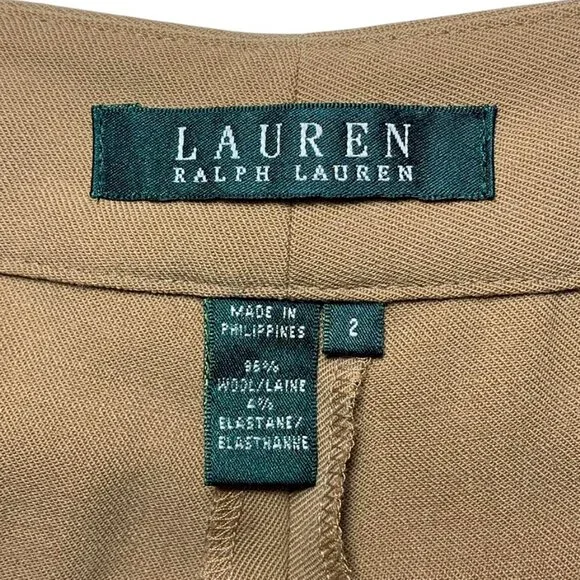 LAUREN
RALPH LAUREN
MADE IN
PHILIPPINES
2
96%
WOOL/LAINE
4%
ELASTANE/
ELASTHANNE